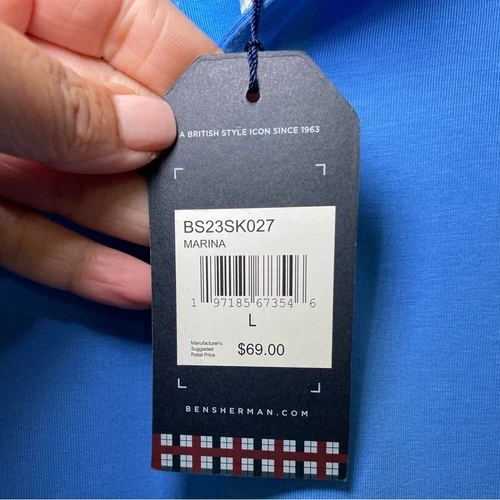 A BRITISH STYLE ICON SINCE 1963
BS23SK027
MARINA
1 97185 67354 6
L
Manufacturer's
Suggested
Retail Price
$69.00
BENSHERMAN.COM